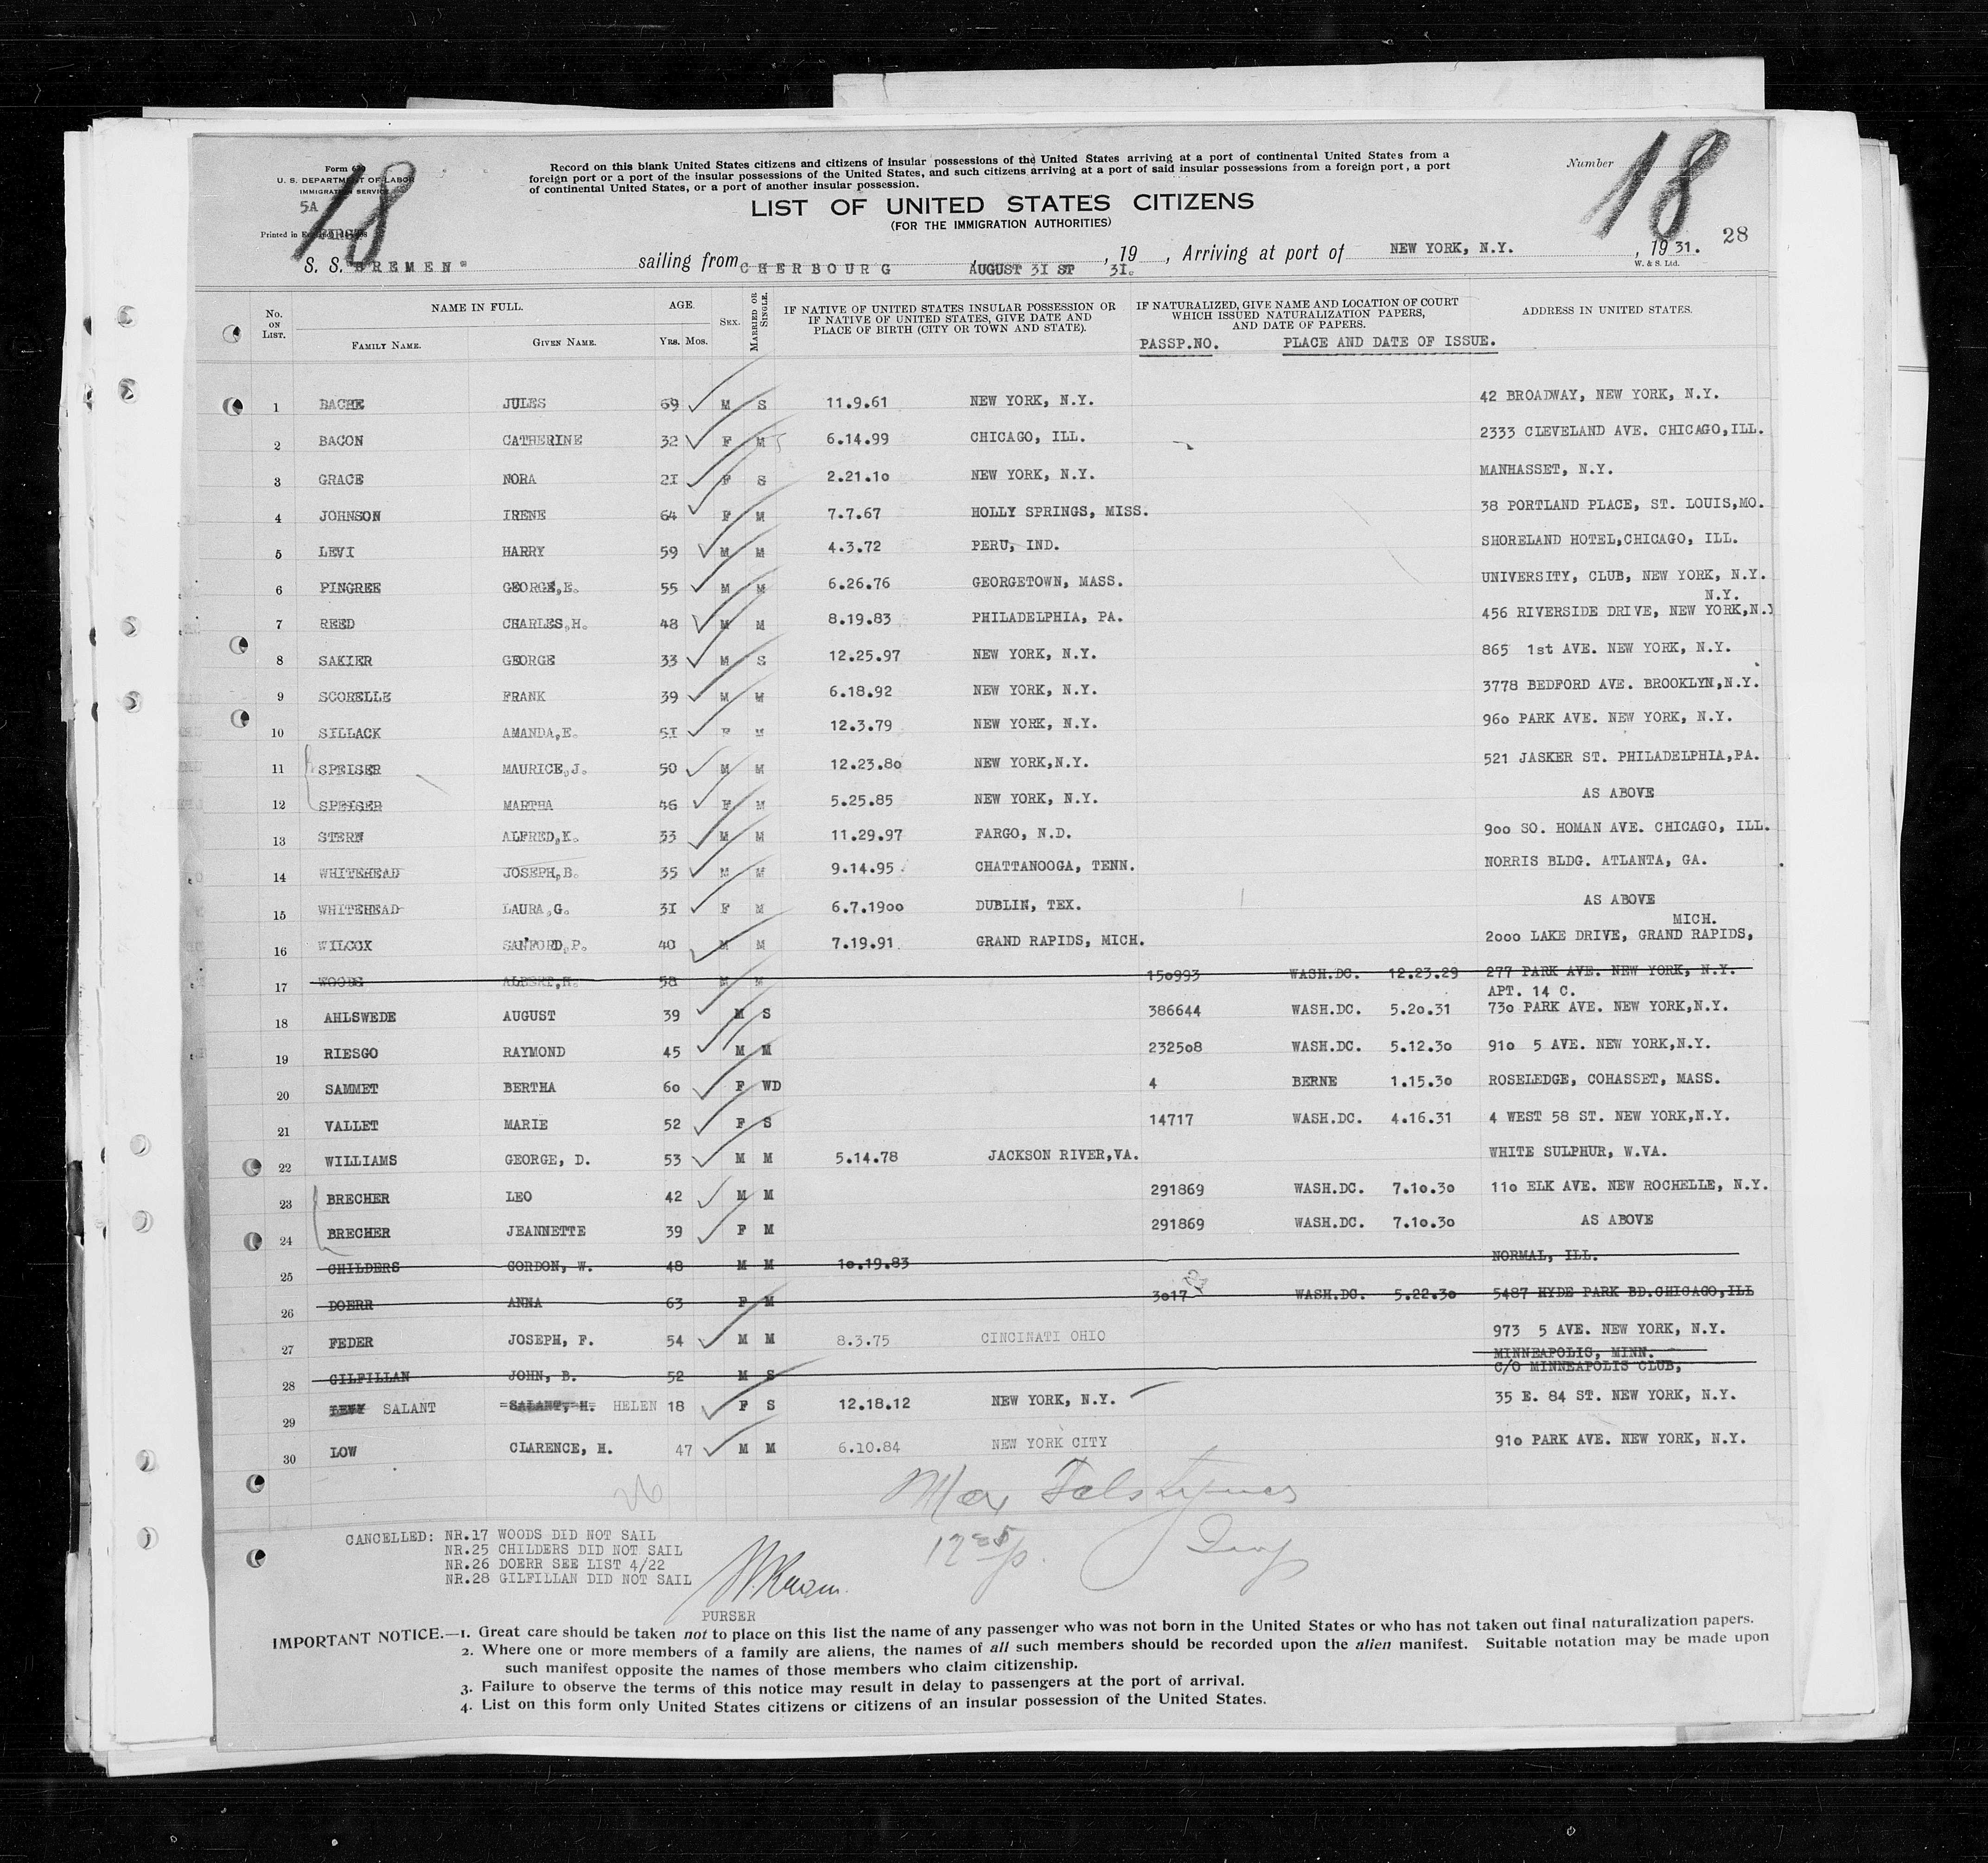 Form 630
U. S. DEPARTMENT OF LABOR
IMMIGRATION SERVICE
5A
Printed in
18
Record on this blank United States citizens and citizens of insular possessions of the United States arriving at a port of continental United States from a
foreign port or a port of the insular possessions of the United States, and such citizens arriving at a port of said insular possessions from a foreign port, a port
of continental United States, or a port of another insular possession.
Number
18
28
LIST OF UNITED STATES CITIZENS
(FOR THE IMMIGRATION AUTHORITIES)
S. S. "BREMEN" sailing from CHERBOURG, AUGUST 31 ST, 19 31. , Arriving at port of NEW YORK, N.Y. , 19 31.
W. & S. Ltd.
No. ON LIST. NAME IN FULL. AGE. SEX. MARRIED OR SINGLE. IF NATIVE OF UNITED STATES INSULAR POSSESSION OR IF NATIVE OF UNITED STATES, GIVE DATE AND PLACE OF BIRTH (CITY OR TOWN AND STATE). IF NATURALIZED, GIVE NAME AND LOCATION OF COURT WHICH ISSUED NATURALIZATION PAPERS, AND DATE OF PAPERS. ADDRESS IN UNITED STATES.
FAMILY NAME. GIVEN NAME. YRS. MOS. PASSP.NO. PLACE AND DATE OF ISSUE.
1 BACHE JULES 69 M S 11.9.61 NEW YORK, N.Y. 42 BROADWAY, NEW YORK, N.Y.
2 BACON CATHERINE 32 F M 6.14.99 CHICAGO, ILL. 2333 CLEVELAND AVE. CHICAGO,ILL.
3 GRACE NORA 21 F S 2.21.10 NEW YORK, N.Y. MANHASSET, N.Y.
4 JOHNSON IRENE 64 F M 7.7.67 HOLLY SPRINGS, MISS. 38 PORTLAND PLACE, ST. LOUIS,MO.
5 LEVI HARRY 59 M M 4.3.72 PERU, IND. SHORELAND HOTEL,CHICAGO, ILL.
6 PINGREE GEORGE,E. 55 M M 6.26.76 GEORGETOWN, MASS. UNIVERSITY, CLUB, NEW YORK, N.Y.
N.Y.
7 REED CHARLES,H. 48 M M 8.19.83 PHILADELPHIA, PA. 456 RIVERSIDE DRIVE, NEW YORK,N.Y
8 SAKIER GEORGE 33 M S 12.25.97 NEW YORK, N.Y. 865 1st AVE. NEW YORK, N.Y.
9 SCORELLE FRANK 39 M M 6.18.92 NEW YORK, N.Y. 3778 BEDFORD AVE. BROOKLYN,N.Y.
10 SILLACK AMANDA,E. 51 F M 12.3.79 NEW YORK, N.Y. 960 PARK AVE. NEW YORK, N.Y.
11 SPEISER MAURICE,J. 50 M M 12.23.80 NEW YORK,N.Y. 521 JASKER ST. PHILADELPHIA,PA.
12 SPEISER MARTHA 46 F M 5.25.85 NEW YORK, N.Y. AS ABOVE
13 STERN ALFRED,K. 33 M M 11.29.97 FARGO, N.D. 900 SO. HOMAN AVE. CHICAGO, ILL.
14 WHITEHEAD JOSEPH,B. 35 M M 9.14.95 CHATTANOOGA, TENN. NORRIS BLDG. ATLANTA, GA.
15 WHITEHEAD LAURA,G. 31 F M 6.7.1900 DUBLIN, TEX. AS ABOVE
MICH.
16 WILCOX SANFORD,P. 40 M M 7.19.91 GRAND RAPIDS, MICH. 2000 LAKE DRIVE, GRAND RAPIDS,
17 WOODS ALBERT,H. 58 M M 150993 WASH.DC. 12.23.29 277 PARK AVE. NEW YORK, N.Y.
APT. 14 C.
18 AHLSWEDE AUGUST 39 M S 386644 WASH.DC. 5.20.31 730 PARK AVE. NEW YORK,N.Y.
19 RIESGO RAYMOND 45 M M 232508 WASH.DC. 5.12.30 910 5 AVE. NEW YORK,N.Y.
20 SAMMET BERTHA 60 F WD 4 BERNE 1.15.30 ROSELEDGE, COHASSET, MASS.
21 VALLET MARIE 52 F S 14717 WASH.DC. 4.16.31 4 WEST 58 ST. NEW YORK,N.Y.
22 WILLIAMS GEORGE, D. 53 M M 5.14.78 JACKSON RIVER,VA. WHITE SULPHUR, W.VA.
23 BRECHER LEO 42 M M 291869 WASH.DC. 7.10.30 110 ELK AVE. NEW ROCHELLE, N.Y.
24 BRECHER JEANNETTE 39 F M 291869 WASH.DC. 7.10.30 AS ABOVE
25 CHILDERS GORDON, W. 48 M M 10.19.83 NORMAL, ILL.
26 DOERR ANNA 63 F M 3017 WASH.DC. 5.22.30 5487 HYDE PARK BD.CHICAGO,ILL
27 FEDER JOSEPH, F. 54 M M 8.3.75 CINCINATI OHIO 973 5 AVE. NEW YORK, N.Y.
MINNEAPOLIS, MINN.
28 GILFILLAN JOHN, B. 52 M S C/O MINNEAPOLIS CLUB,
29 LEVY SALANT SALANT, H. HELEN 18 F S 12.18.12 NEW YORK, N.Y. 35 E. 84 ST. NEW YORK, N.Y.
30 LOW CLARENCE, H. 47 M M 6.10.84 NEW YORK CITY 910 PARK AVE. NEW YORK, N.Y.
26
Max
CANCELLED: NR.17 WOODS DID NOT SAIL
NR.25 CHILDERS DID NOT SAIL
NR.26 DOERR SEE LIST 4/22
NR.28 GILFILLAN DID NOT SAIL
PURSER
IMPORTANT NOTICE.—1. Great care should be taken not to place on this list the name of any passenger who was not born in the United States or who has not taken out final naturalization papers.
2. Where one or more members of a family are aliens, the names of all such members should be recorded upon the alien manifest. Suitable notation may be made upon
such manifest opposite the names of those members who claim citizenship.
3. Failure to observe the terms of this notice may result in delay to passengers at the port of arrival.
4. List on this form only United States citizens or citizens of an insular possession of the United States.